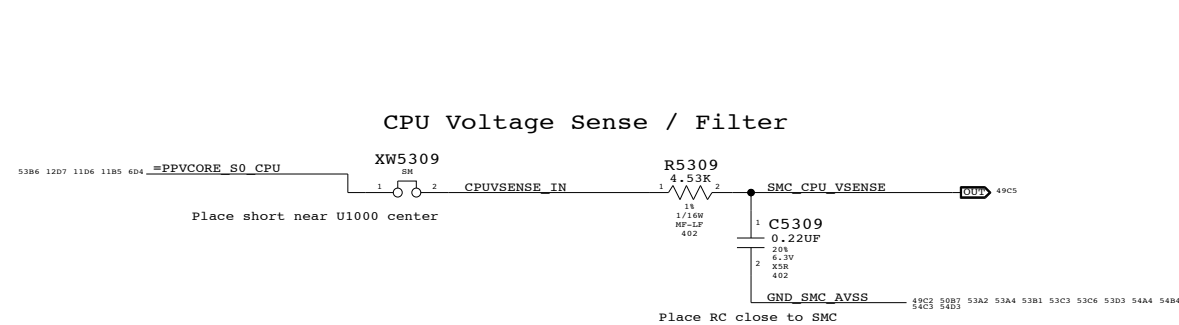 CPU Voltage Sense / Filter
XW5309
SM
53B6 12D7 11D6 11B5 6D4 =PPVCORE_S0_CPU
1 2
CPUVSENSE_IN
Place short near U1000 center
R5309
4.53K
1 2
1%
1/16W
MF-LF
402
SMC_CPU_VSENSE
OUT 49C5
1 C5309
0.22UF
20%
6.3V
2 X5R
402
GND_SMC_AVSS
49C2 50B7 53A2 53A4 53B1 53C3 53C6 53D3 54A4 54B4
54C3 54D3
Place RC close to SMC